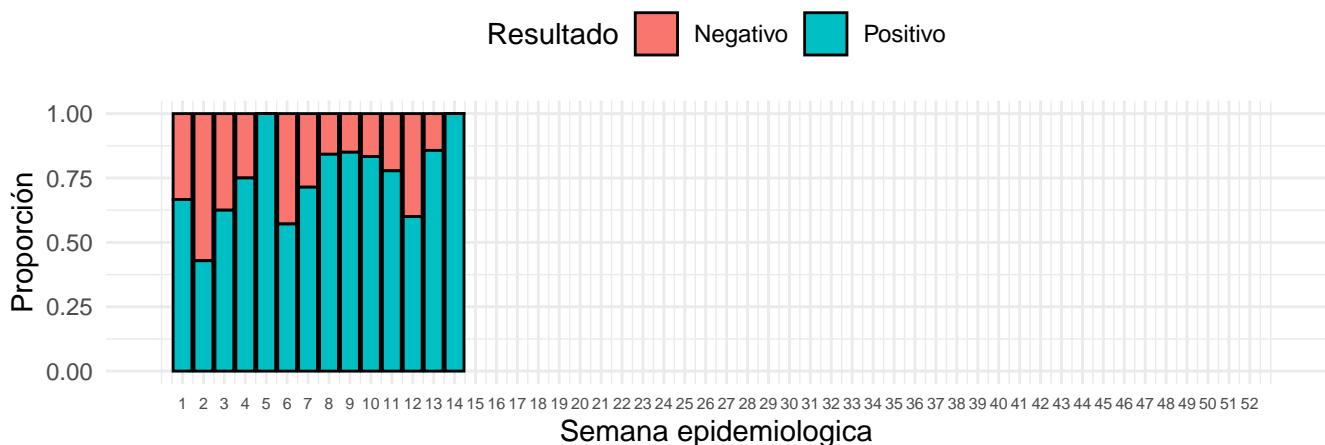 Resultado Negativo Positivo
1.00
0.75
0.50
0.25
0.00
Proporción
1 2 3 4 5 6 7 8 9 10 11 12 13 14 15 16 17 18 19 20 21 22 23 24 25 26 27 28 29 30 31 32 33 34 35 36 37 38 39 40 41 42 43 44 45 46 47 48 49 50 51 52
Semana epidemiologica